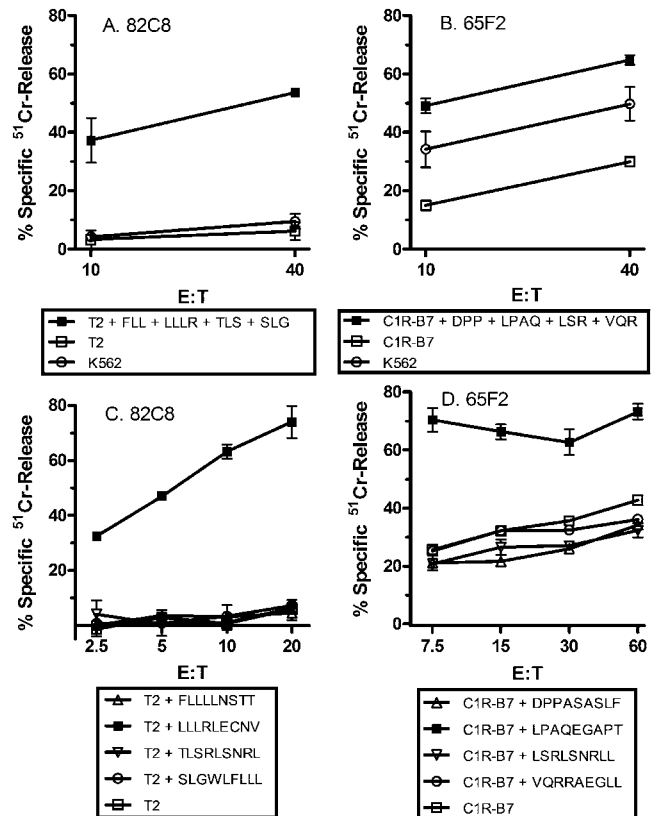 A. 82C8
% Specific ⁵¹Cr-Release
80
60
40
20
0
10 40
E:T
T2 + FLL + LLLR + TLS + SLG
T2
K562
B. 65F2
% Specific ⁵¹Cr-Release
80
60
40
20
0
10 40
E:T
C1R-B7 + DPP + LPAQ + LSR + VQR
C1R-B7
K562
C. 82C8
% Specific ⁵¹Cr-Release
80
60
40
20
2.5 5 10 20
E:T
T2 + FLLLLNSTT
T2 + LLLRLECNV
T2 + TLSRLSNRL
T2 + SLGWLFLLL
T2
D. 65F2
% Specific ⁵¹Cr-Release
80
60
40
20
0
7.5 15 30 60
E:T
C1R-B7 + DPPASASLF
C1R-B7 + LPAQEGAPT
C1R-B7 + LSRLSNRLL
C1R-B7 + VQRRAEGLL
C1R-B7